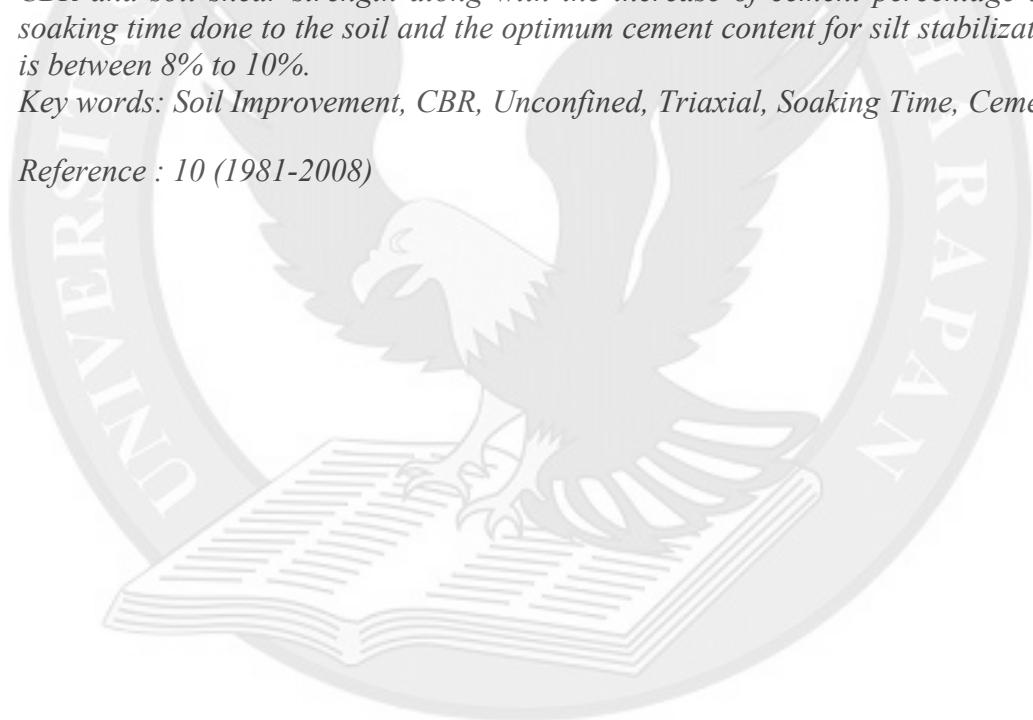 CBR and soil shear strength along with the increase of cement percentage
soaking time done to the soil and the optimum cement content for silt
is between 8% to 10%.
Key words: Soil Improvement, CBR, Unconfined, Triaxial, Soaking Time,
Reference : 10 (1981-2008)
UNIVERSIT
HARAPAN